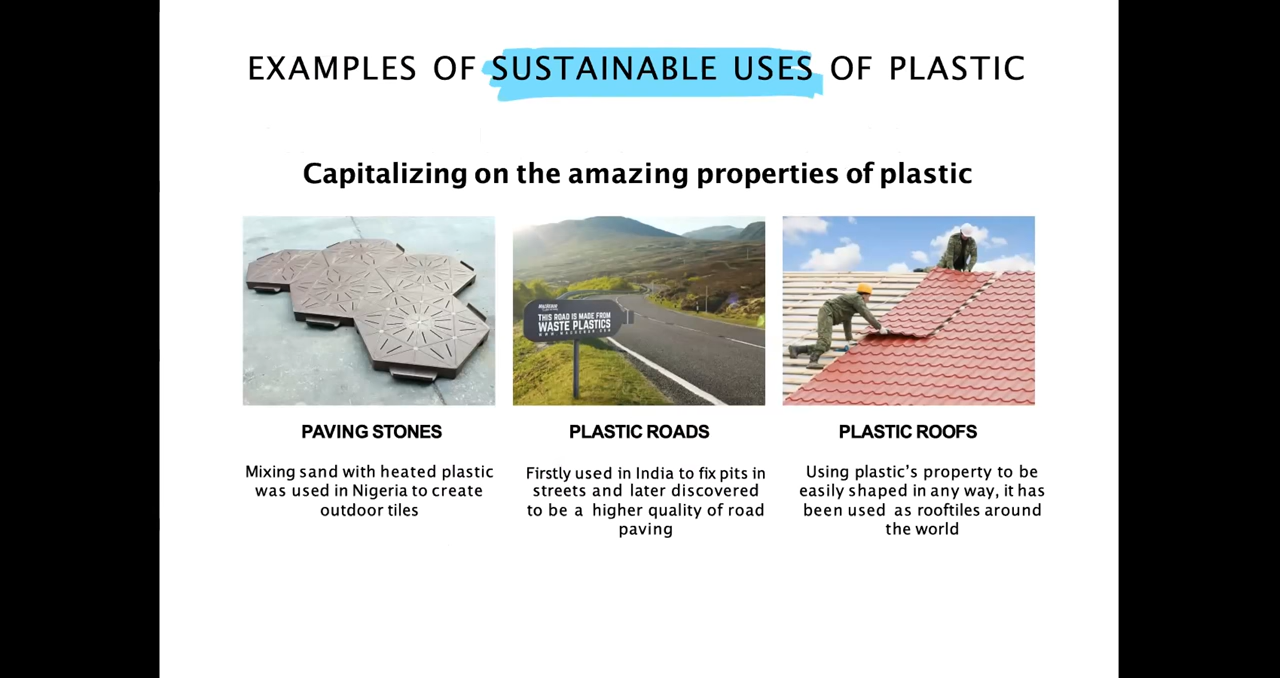 EXAMPLES OF SUSTAINABLE USES OF PLASTIC
Capitalizing on the amazing properties of plastic
THIS ROAD IS MADE FROM
WASTE PLASTICS
PAVING STONES
Mixing sand with heated plastic
was used in Nigeria to create
outdoor tiles
PLASTIC ROADS
Firstly used in India to fix pits in
streets and later discovered
to be a higher quality of road
paving
PLASTIC ROOFS
Using plastic’s property to be
easily shaped in any way, it has
been used as rooftiles around
the world